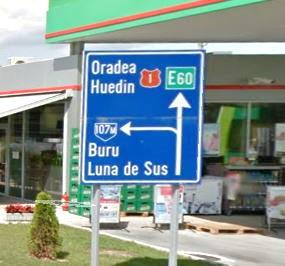 Oradea 1 E60
Huedin
107M
Buru
Luna de Sus